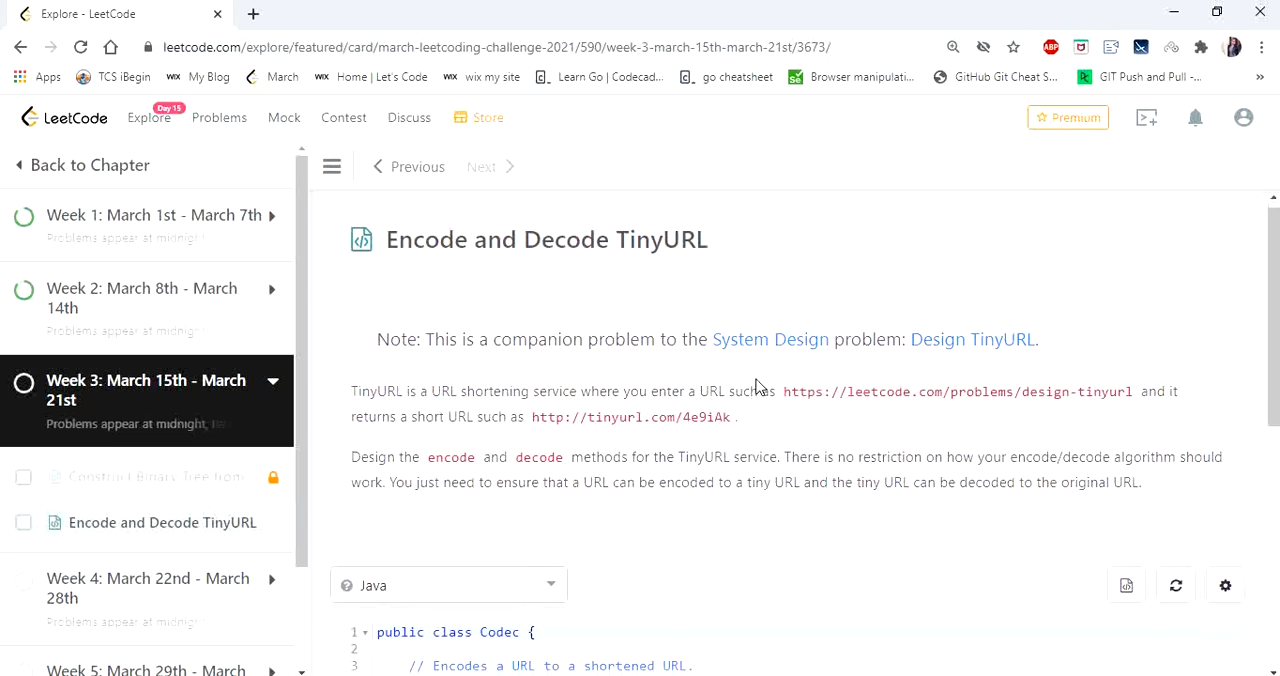 Explore - LeetCode
leetcode.com/explore/featured/card/march-leetcoding-challenge-2021/590/week-3-march-15th-march-21st/3673/
ABP
Apps TCS iBegin WIX My Blog March WIX Home | Let's Code WIX wix my site Learn Go | Codecad... go cheatsheet Se Browser manipulati... GitHub Git Cheat S... GIT Push and Pull -... »
LeetCode Explore Day 15 Problems Mock Contest Discuss Store Premium
Back to Chapter
Previous Next
Week 1: March 1st - March 7th
Problems appear at midnight
Week 2: March 8th - March
14th
Problems appear at midnight
Week 3: March 15th - March
21st
Problems appear at midnight,
Construct Binary Tree from
Encode and Decode TinyURL
Week 4: March 22nd - March
28th
Problems appear at midnight
Week 5: March 29th - March
Encode and Decode TinyURL
Note: This is a companion problem to the System Design problem: Design TinyURL.
TinyURL is a URL shortening service where you enter a URL such as https://leetcode.com/problems/design-tinyurl and it
returns a short URL such as http://tinyurl.com/4e9iAk .
Design the encode and decode methods for the TinyURL service. There is no restriction on how your encode/decode algorithm should
work. You just need to ensure that a URL can be encoded to a tiny URL and the tiny URL can be decoded to the original URL.
Java
1 public class Codec {
2
3 // Encodes a URL to a shortened URL.